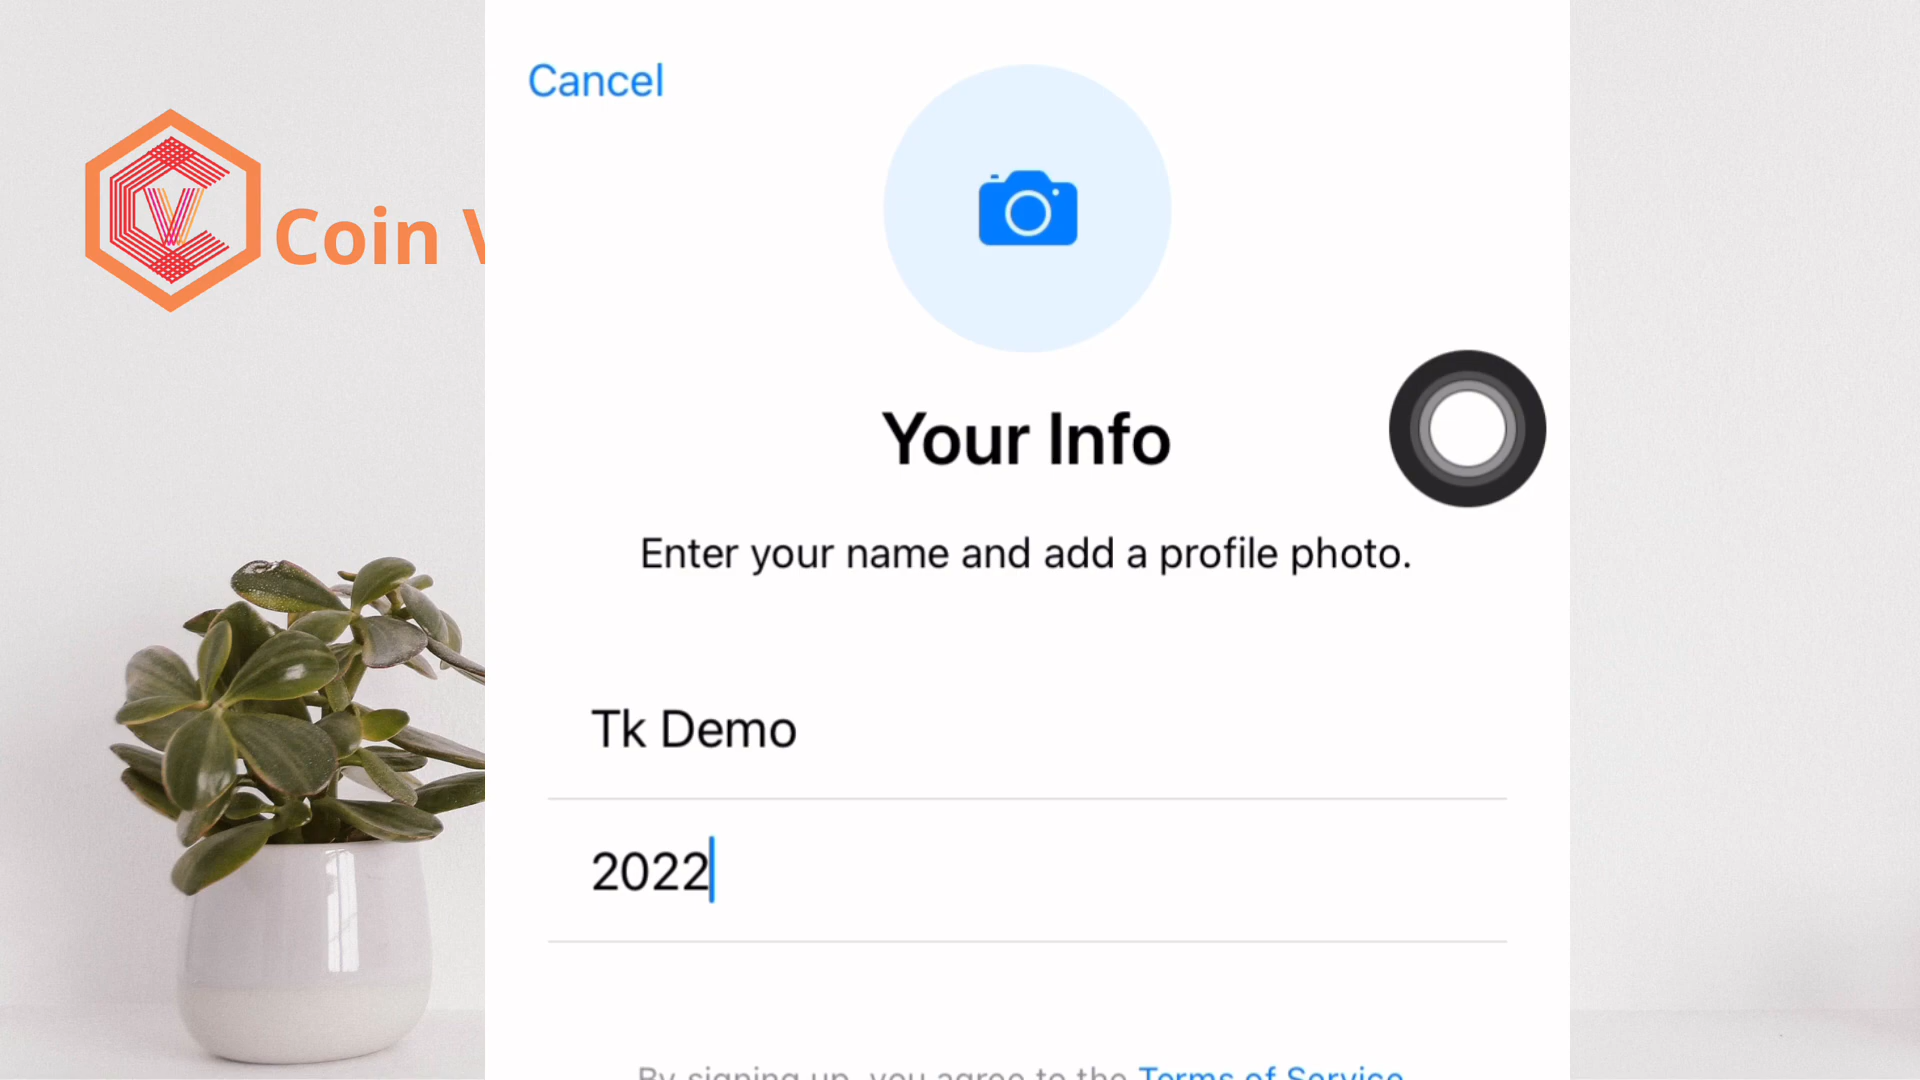 Cancel
Coin
Your Info
Enter your name and add a profile photo.
Tk Demo
2022
By signing up, you agree to the Terms of Service